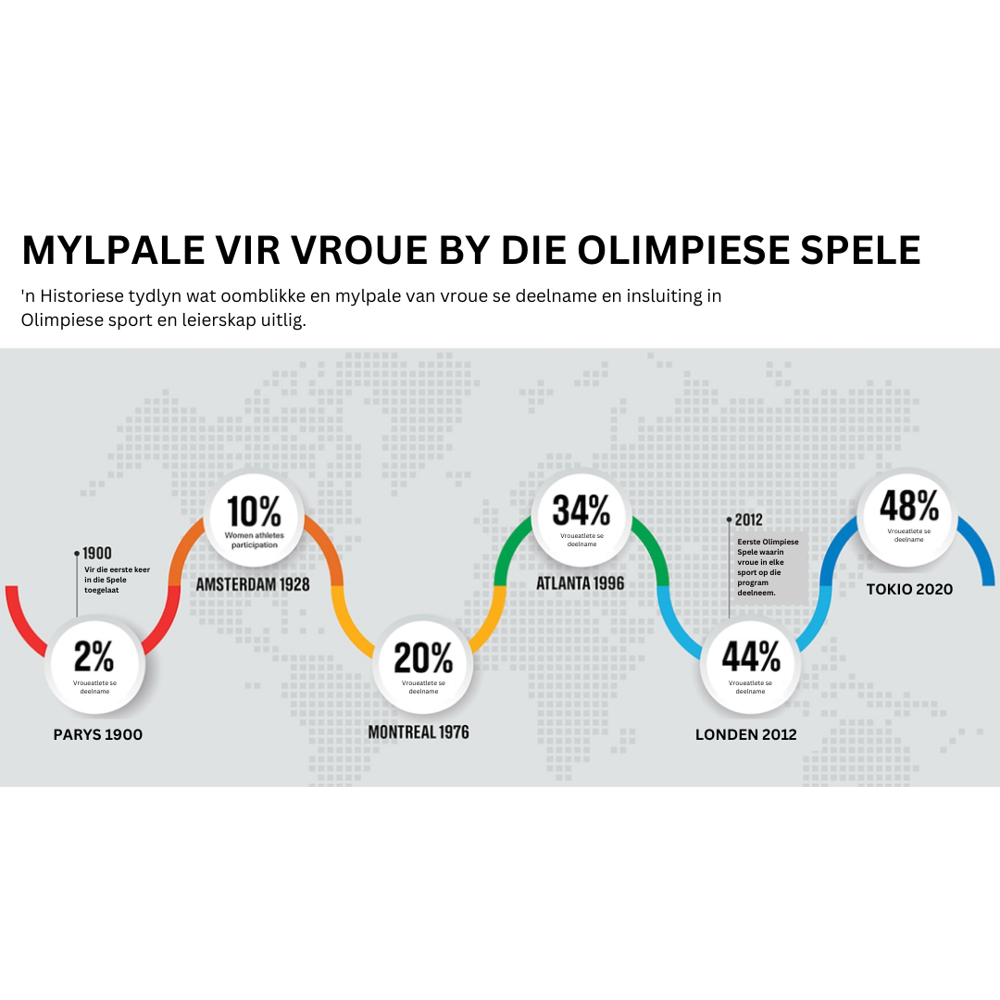 MYLPALE VIR VROUE BY DIE OLIMPIESE SPELE
'n Historiese tydlyn wat oomblikke en mylpale van vroue se deelname en insluiting in
Olimpiese sport en leierskap uitlig.
1900
Vir die eerste keer
in die Spele
toegelaat
2%
Vroueatlete se
deelname
PARYS 1900
10%
Women athletes
participation
AMSTERDAM 1928
20%
Vroueatlete se
deelname
MONTREAL 1976
34%
Vroueatlete se
deelname
ATLANTA 1996
2012
Eerste Olimpiese
Spele waarin
vroue in elke
sport op die
program
deelneem.
44%
Vroueatlete se
deelname
LONDEN 2012
48%
Vroueatlete se
deelname
TOKIO 2020